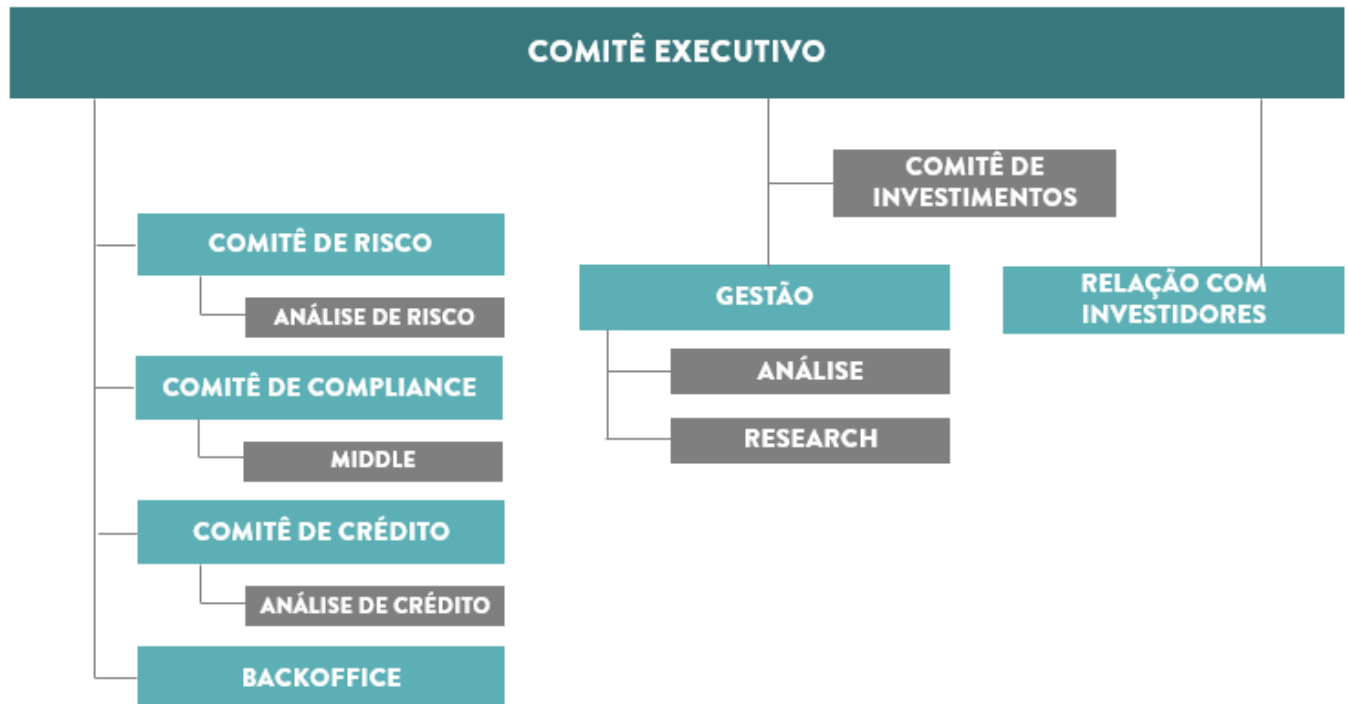 COMITÊ EXECUTIVO
COMITÊ DE
INVESTIMENTOS
COMITÊ DE RISCO
ANÁLISE DE RISCO
COMITÊ DE COMPLIANCE
MIDDLE
COMITÊ DE CRÉDITO
ANÁLISE DE CRÉDITO
BACKOFFICE
GESTÃO
ANÁLISE
RESEARCH
RELAÇÃO COM
INVESTIDORES